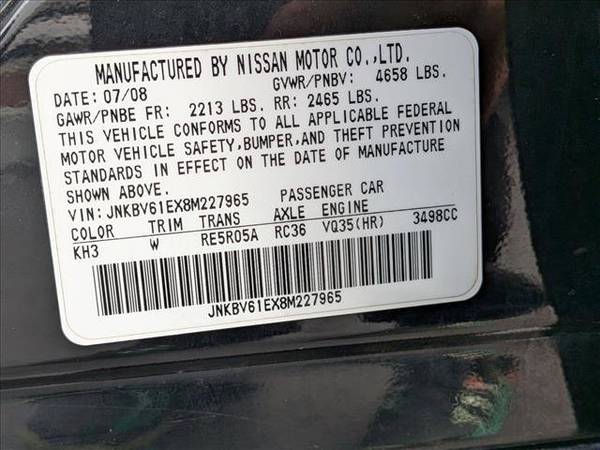 MANUFACTURED BY NISSAN MOTOR CO.,LTD.
DATE: 07/08 GVWR/PNBV: 4658 LBS.
GAWR/PNBE FR: 2213 LBS. RR: 2465 LBS.
THIS VEHICLE CONFORMS TO ALL APPLICABLE FEDERAL
MOTOR VEHICLE SAFETY,BUMPER,AND THEFT PREVENTION
STANDARDS IN EFFECT ON THE DATE OF MANUFACTURE
SHOWN ABOVE.
VIN: JNKBV61EX8M227965 PASSENGER CAR
COLOR TRIM TRANS AXLE ENGINE
KH3 W RE5R05A RC36 VQ35(HR) 3498CC
JNKBV61EX8M227965